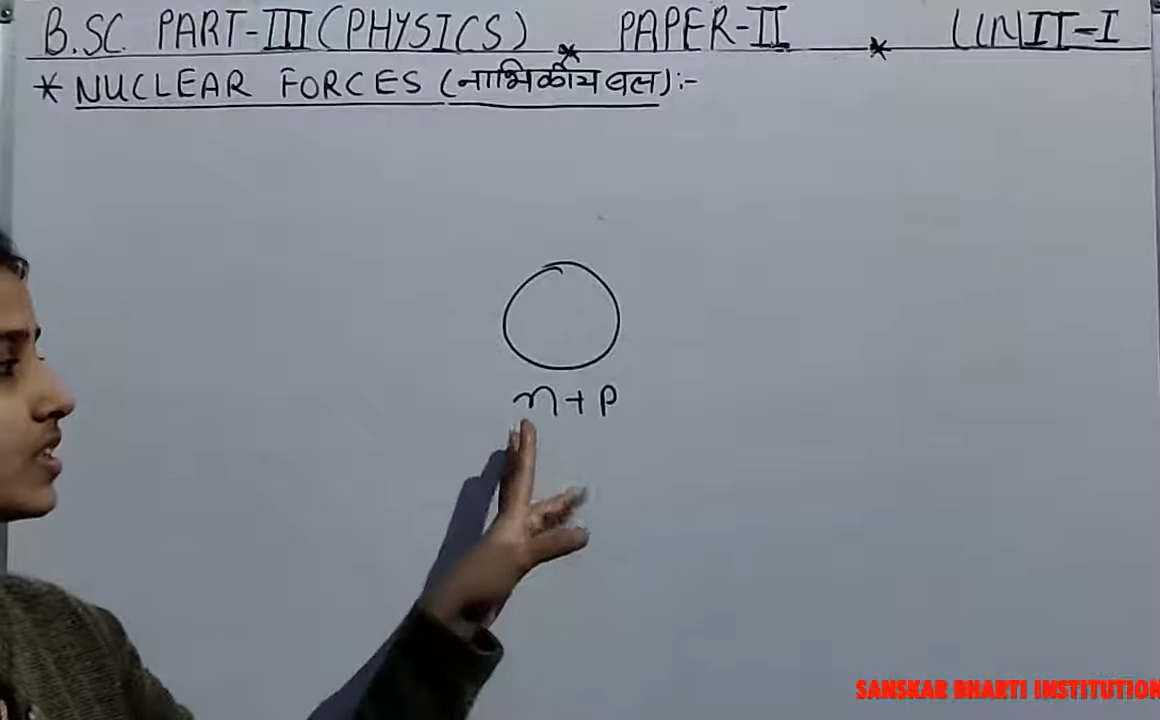 B.SC. PART-III (PHYSICS) * PAPER-II * UNIT-I
* NUCLEAR FORCES (नाभिकीय बल):-
n+p
SANSKAR BHARTI INSTITUTION